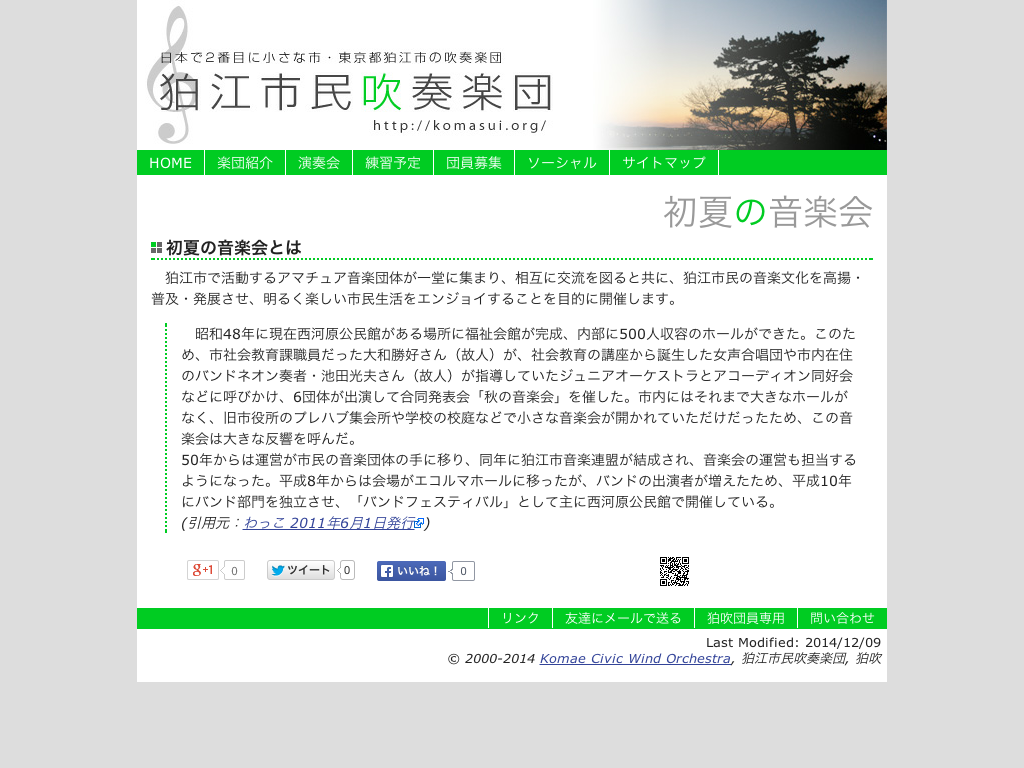 日本で2番目に小さな市・東京都狛江市の吹奏楽団
狛江市民吹奏楽団
http://komasui.org/
HOME 楽団紹介 演奏会 練習予定 団員募集 ソーシャル サイトマップ
初夏の音楽会
初夏の音楽会とは
狛江市で活動するアマチュア音楽団体が一堂に集まり、相互に交流を図ると共に、狛江市民の音楽文化を高揚・
普及・発展させ、明るく楽しい市民生活をエンジョイすることを目的に開催します。
昭和48年に現在西河原公民館がある場所に福祉会館が完成、内部に500人収容のホールができた。このた
め、市社会教育課職員だった大和勝好さん（故人）が、社会教育の講座から誕生した女声合唱団や市内在住
のバンドネオン奏者・池田光夫さん（故人）が指導していたジュニアオーケストラとアコーディオン同好会
などに呼びかけ、6団体が出演して合同発表会「秋の音楽会」を催した。市内にはそれまで大きなホールが
なく、旧市役所のプレハブ集会所や学校の校庭などで小さな音楽会が開かれていただけだったため、この音
楽会は大きな反響を呼んだ。
50年からは運営が市民の音楽団体の手に移り、同年に狛江市音楽連盟が結成され、音楽会の運営も担当する
ようになった。平成8年からは会場がエコルマホールに移ったが、バンドの出演者が増えたため、平成10年
にバンド部門を独立させ、「バンドフェスティバル」として主に西河原公民館で開催している。
(引用元：わっこ 2011年6月1日発行)
g+1 0 ツイート 0 いいね！ 0
リンク 友達にメールで送る 狛吹団員専用 問い合わせ
Last Modified: 2014/12/09
© 2000-2014 Komae Civic Wind Orchestra, 狛江市民吹奏楽団, 狛吹